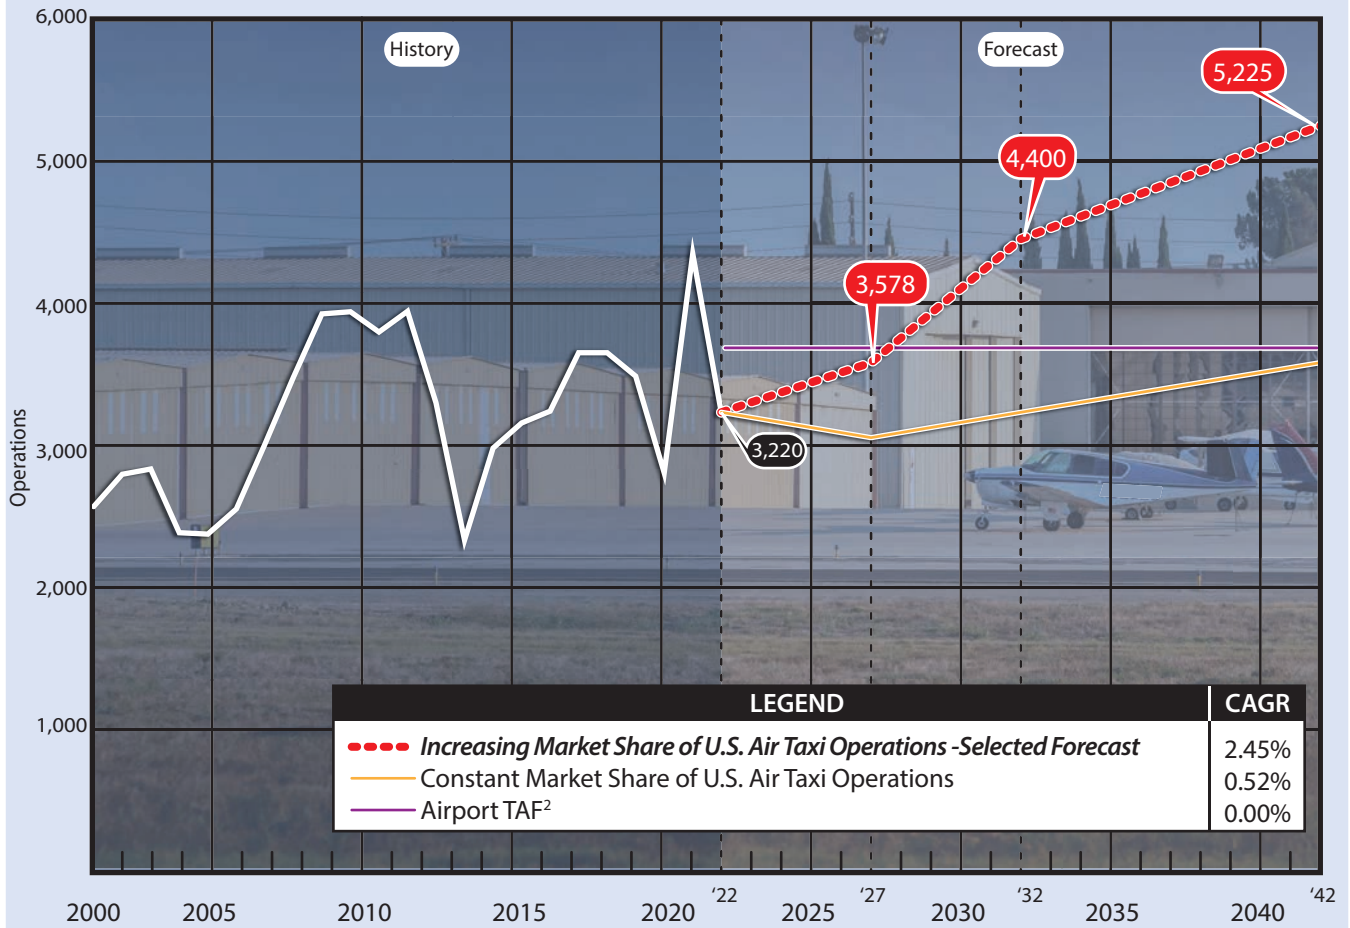 6,000
History
Forecast
5,225
5,000
4,400
4,000
3,578
3,220
3,000
Operations
2,000
1,000
LEGEND CAGR
Increasing Market Share of U.S. Air Taxi Operations -Selected Forecast 2.45%
Constant Market Share of U.S. Air Taxi Operations 0.52%
Airport TAF² 0.00%
2000 2005 2010 2015 2020 ‘22 2025 ‘27 2030 ‘32 2035 2040 ‘42